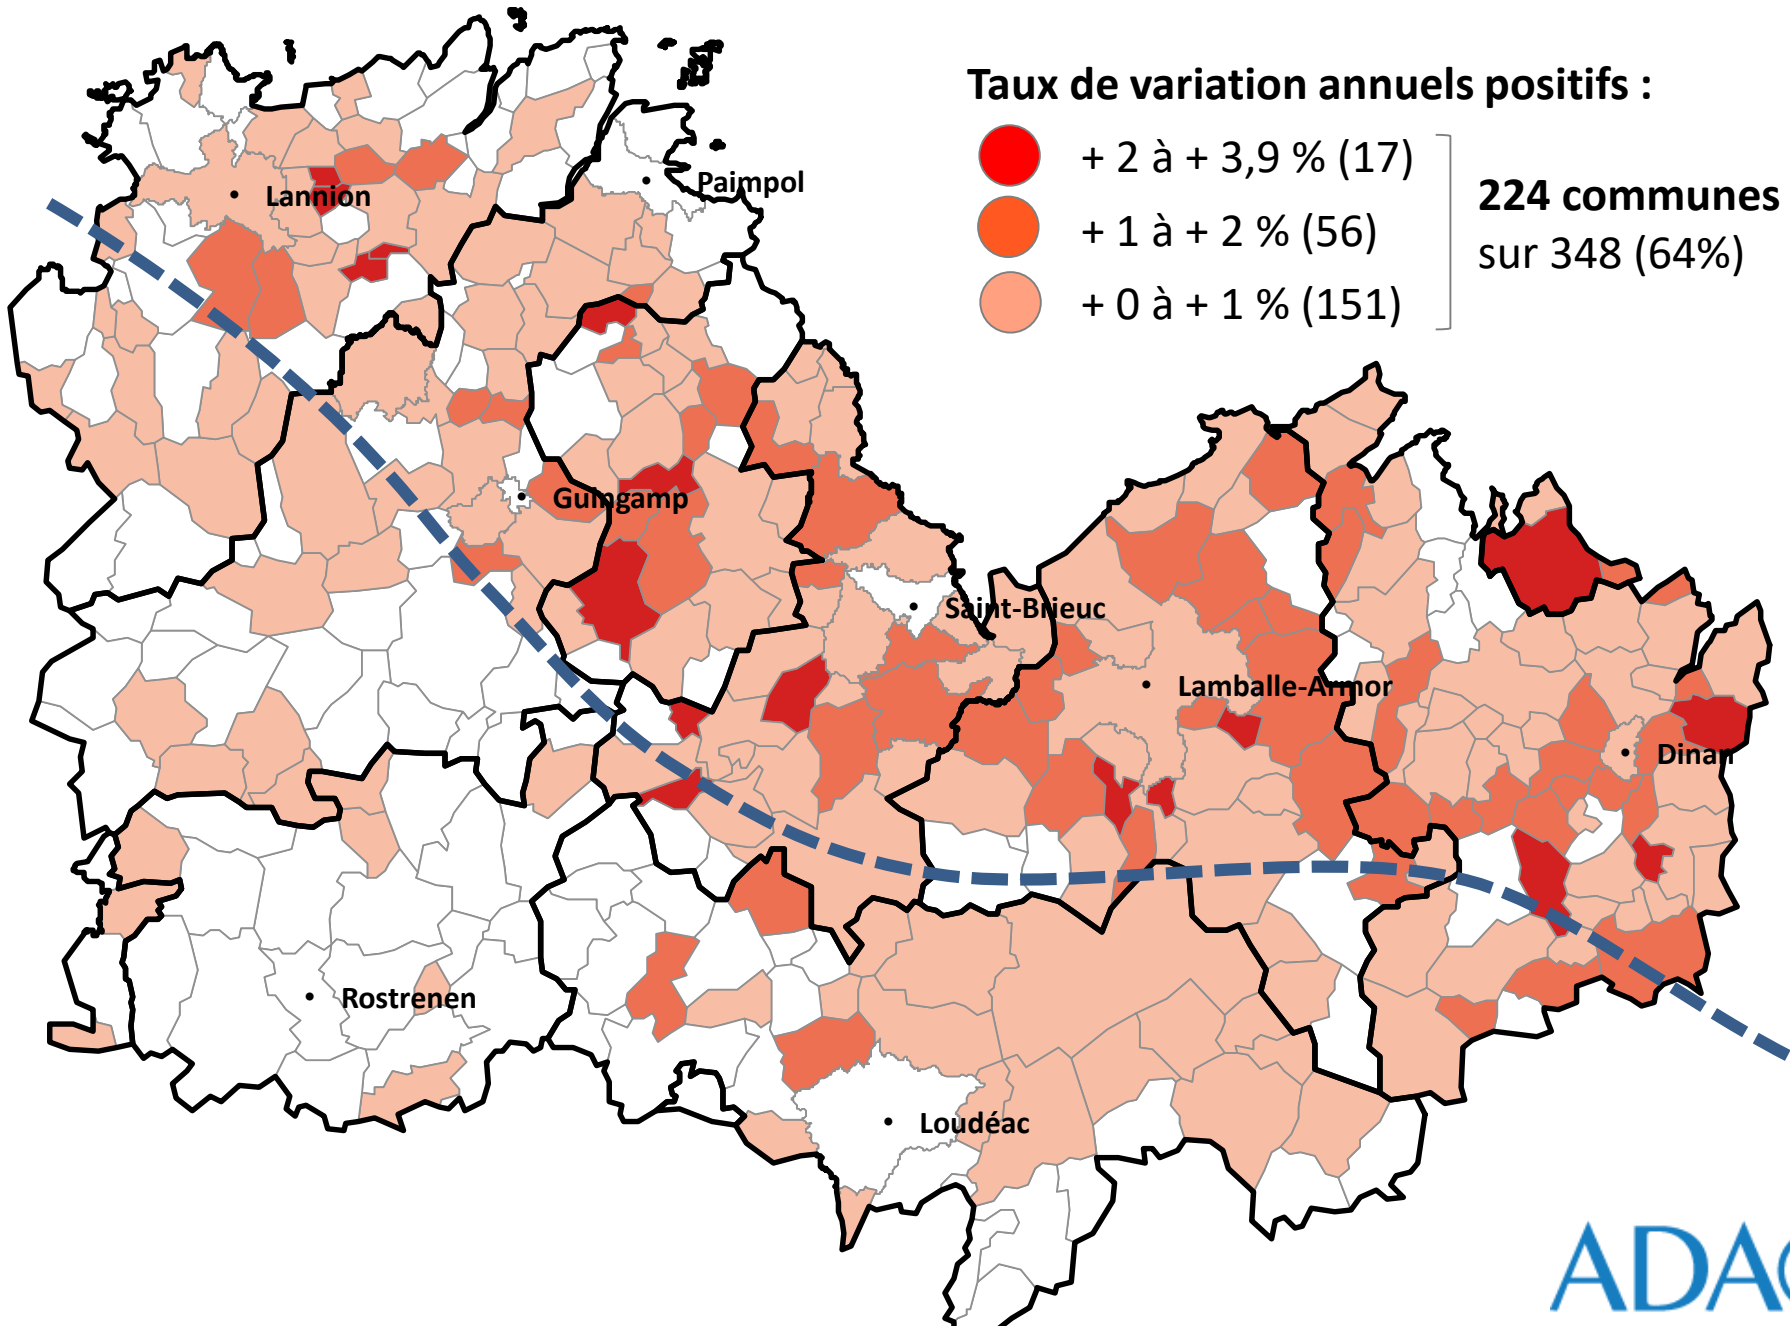 Taux de variation annuels positifs :
+ 2 à + 3,9 % (17)
+ 1 à + 2 % (56)
+ 0 à + 1 % (151)
224 communes
sur 348 (64%)
Lannion
Paimpol
Guingamp
Saint-Brieuc
Lamballe-Armor
Dinan
Rostrenen
Loudéac
ADAC